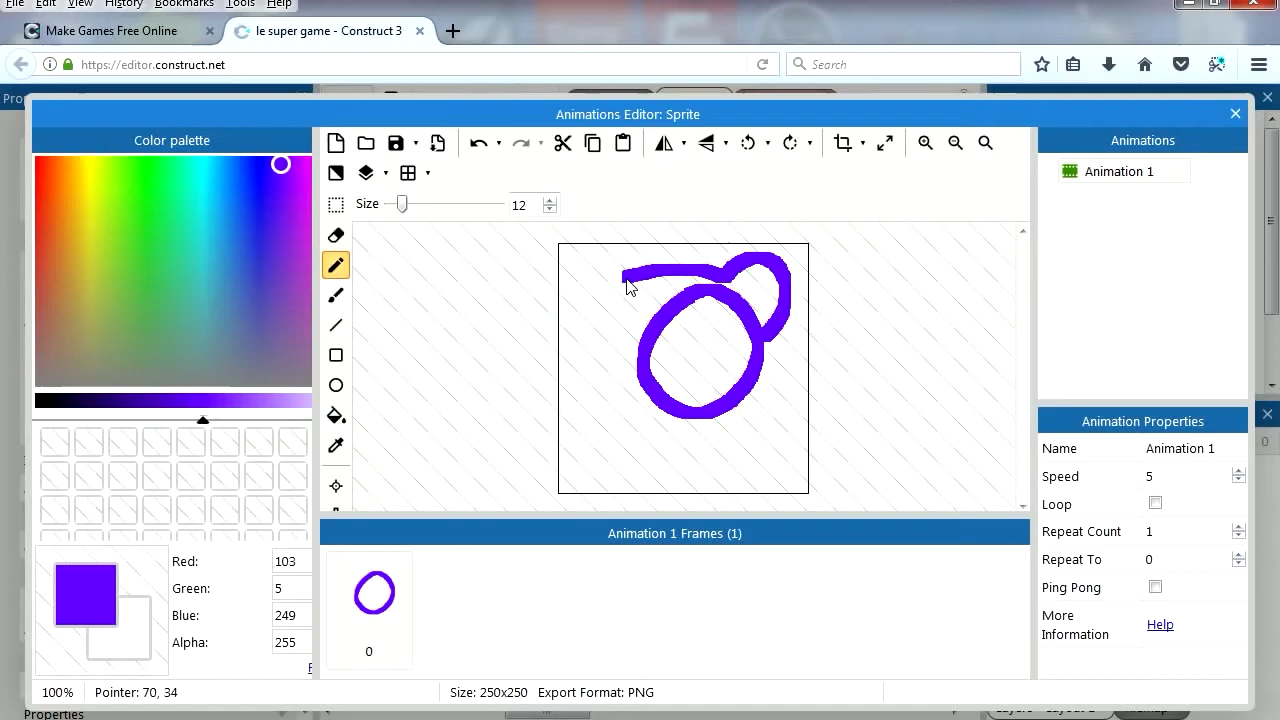 File Edit View History Bookmarks Tools Help
Make Games Free Online
le super game - Construct 3
https://editor.construct.net
Search
Animations Editor: Sprite
Color palette
Animations
Animation 1
Size 12
Animation Properties
Name Animation 1
Speed 5
Loop
Repeat Count 1
Repeat To 0
Ping Pong
More Information Help
Animation 1 Frames (1)
0
Red: 103
Green: 5
Blue: 249
Alpha: 255
100% Pointer: 70, 34 Size: 250x250 Export Format: PNG
Properties